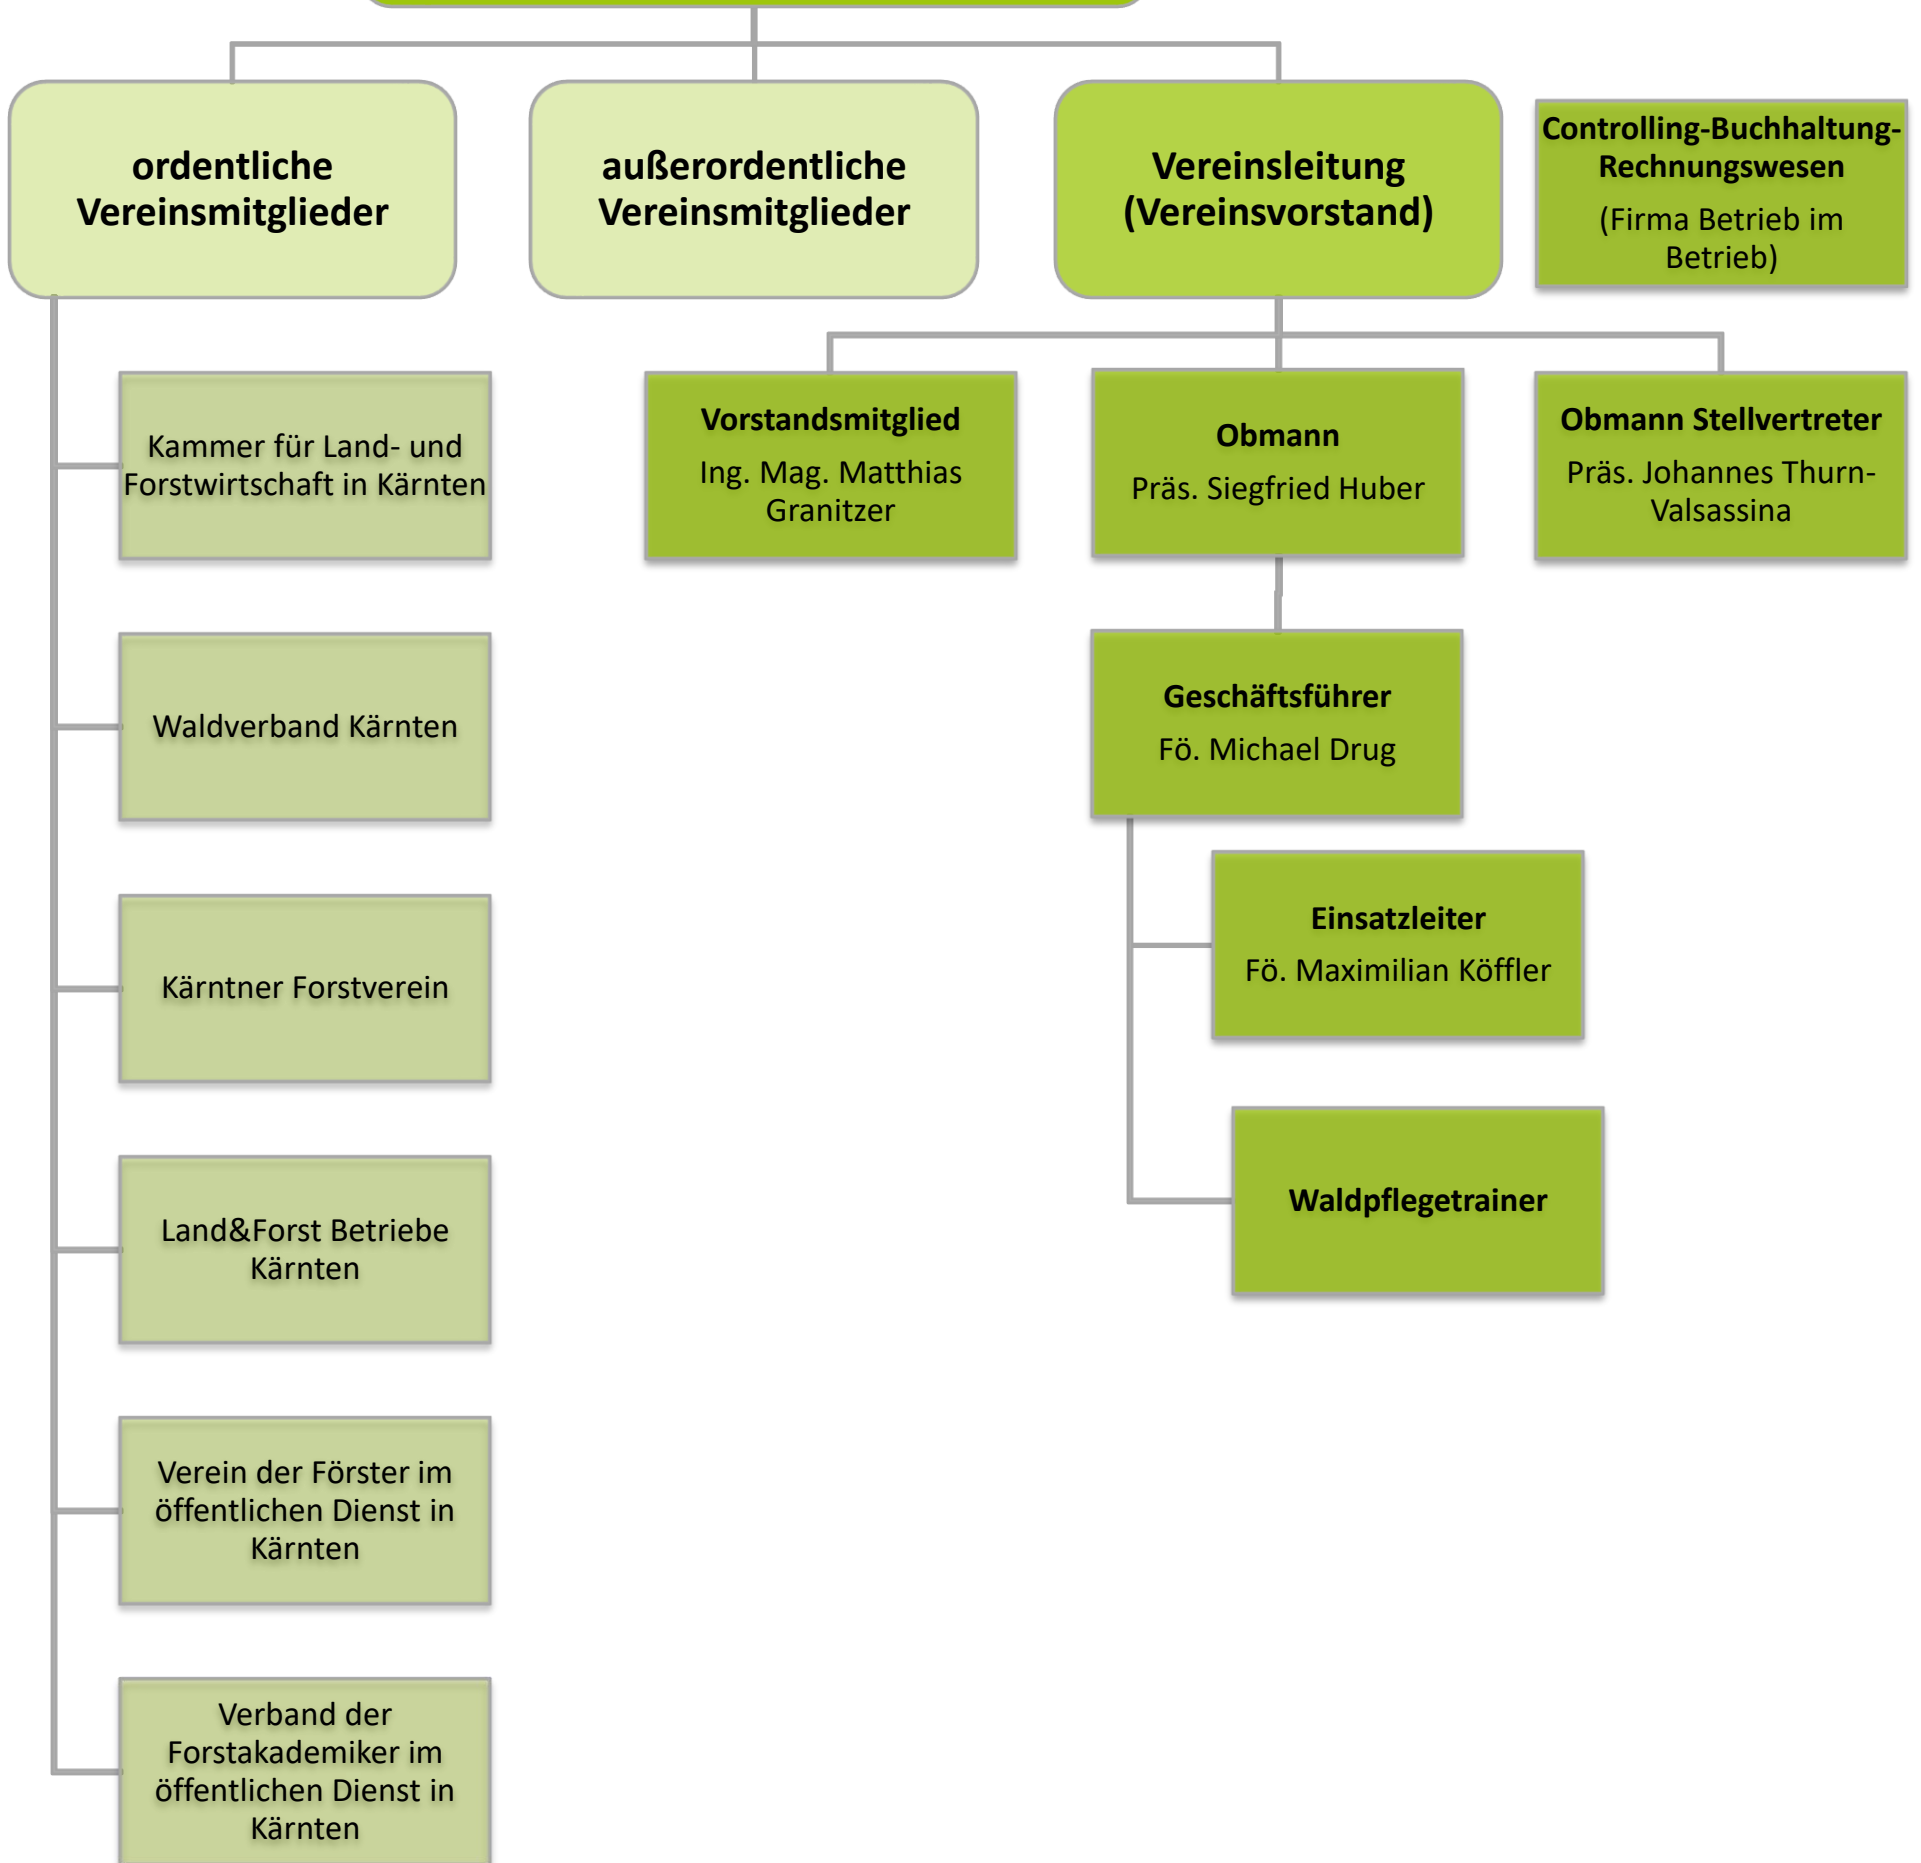 ordentliche
Vereinsmitglieder
außerordentliche
Vereinsmitglieder
Vereinsleitung
(Vereinsvorstand)
Controlling-Buchhaltung-
Rechnungswesen
(Firma Betrieb im
Betrieb)
Kammer für Land- und
Forstwirtschaft in Kärnten
Waldverband Kärnten
Kärntner Forstverein
Land&Forst Betriebe
Kärnten
Verein der Förster im
öffentlichen Dienst in
Kärnten
Verband der
Forstakademiker im
öffentlichen Dienst in
Kärnten
Vorstandsmitglied
Ing. Mag. Matthias
Granitzer
Obmann
Präs. Siegfried Huber
Obmann Stellvertreter
Präs. Johannes Thurn-
Valsassina
Geschäftsführer
Fö. Michael Drug
Einsatzleiter
Fö. Maximilian Köffler
Waldpflegetrainer